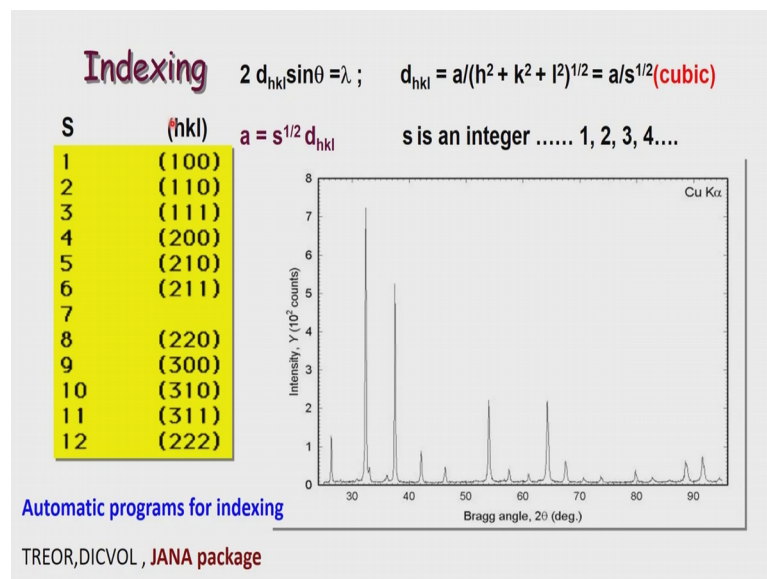 Indexing
2 dhklsinθ =λ ; dhkl = a/(h² + k² + l²)1/2 = a/s1/2(cubic)
S (hkl)
a = s1/2 dhkl s is an integer …… 1, 2, 3, 4….
1 (100)
2 (110)
3 (111)
4 (200)
5 (210)
6 (211)
7
8 (220)
9 (300)
10 (310)
11 (311)
12 (222)
Cu Kα
8
7
6
5
4
3
2
1
0
Intensity, Y (10² counts)
30 40 50 60 70 80 90
Bragg angle, 2θ (deg.)
Automatic programs for indexing
TREOR,DICVOL , JANA package